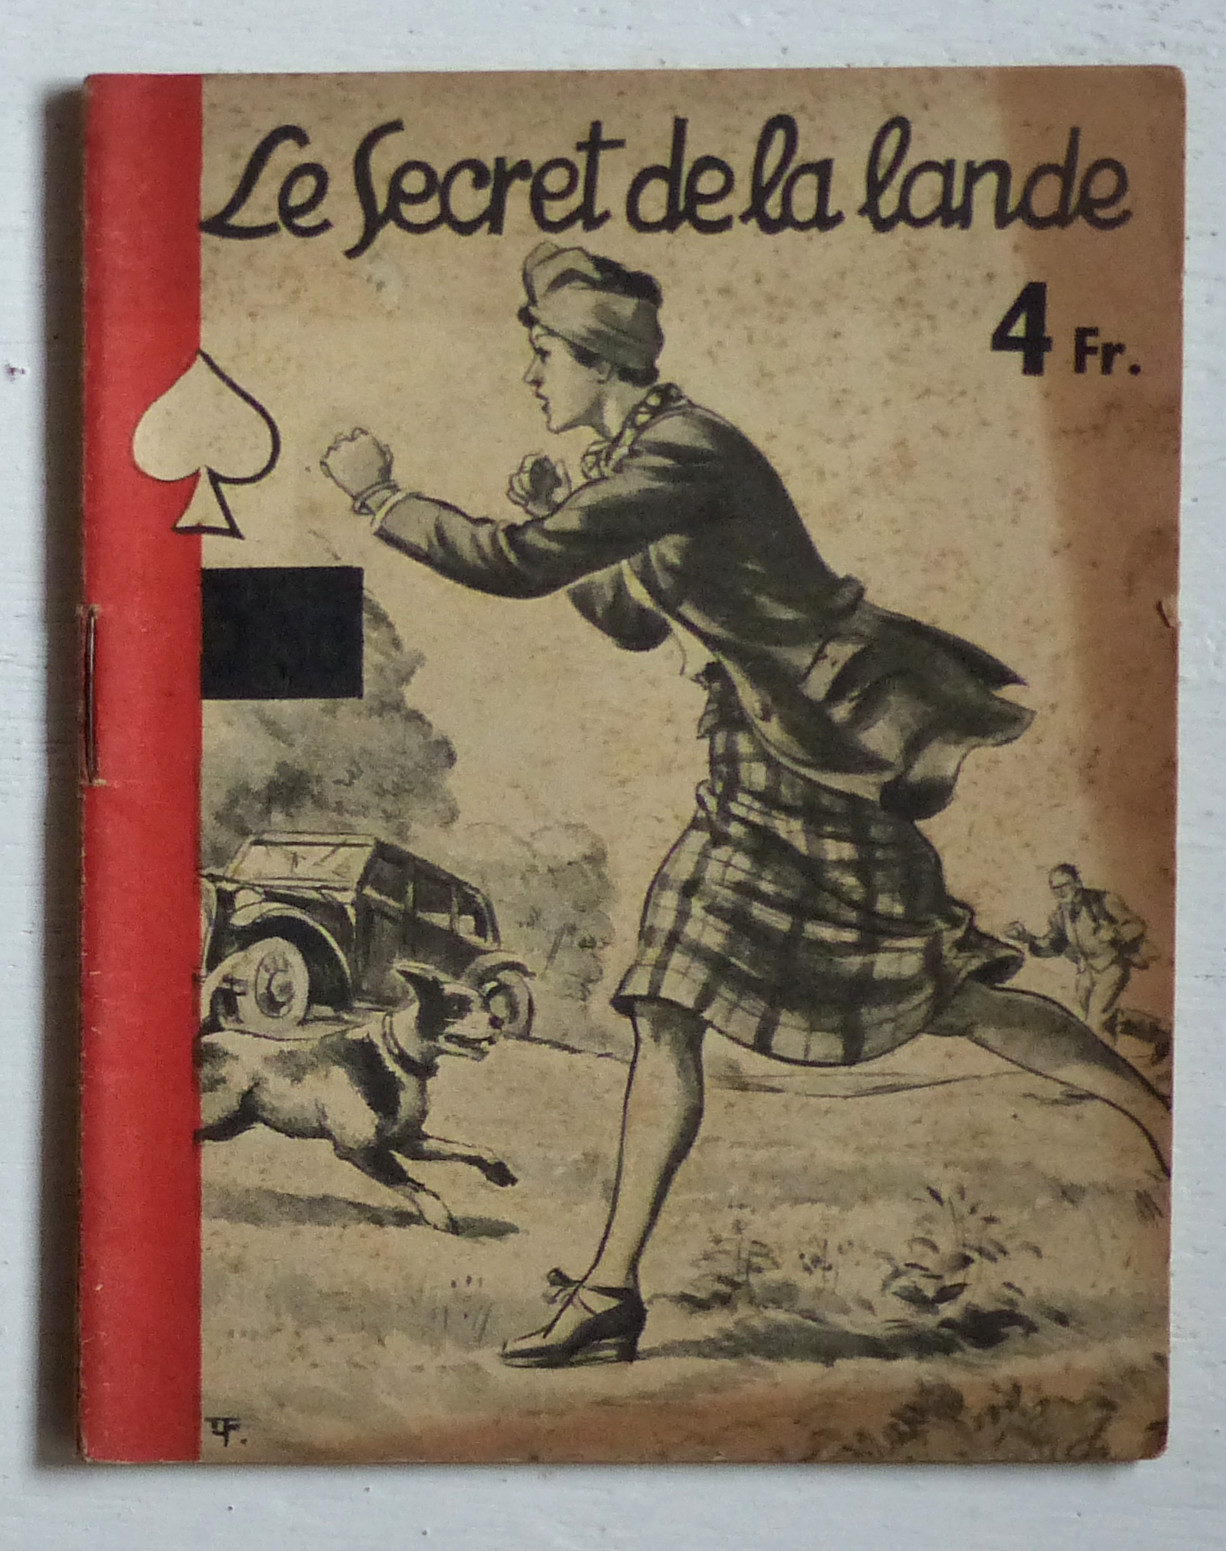 Le Secret de la lande
4 Fr.